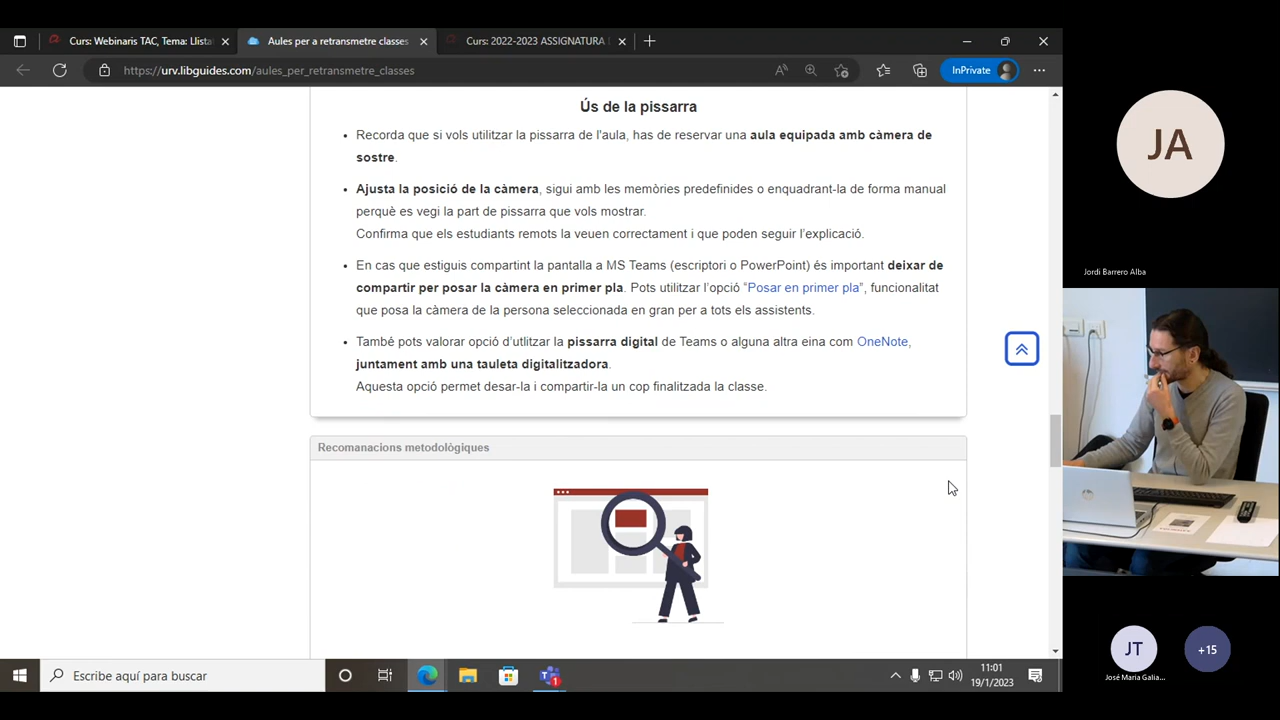 Curs: Webinaris TAC, Tema: Llista
Aules per a retransmetre classes
Curs: 2022-2023 ASSIGNATURA
https://urv.libguides.com/aules_per_retransmetre_classes
InPrivate
Ús de la pissarra
Recorda que si vols utilitzar la pissarra de l'aula, has de reservar una aula equipada amb càmera de
sostre.
Ajusta la posició de la càmera, sigui amb les memòries predefinides o enquadrant-la de forma manual
perquè es vegi la part de pissarra que vols mostrar.
Confirma que els estudiants remots la veuen correctament i que poden seguir l'explicació.
En cas que estiguis compartint la pantalla a MS Teams (escriptori o PowerPoint) és important deixar de
compartir per posar la càmera en primer pla. Pots utilitzar l'opció “Posar en primer pla”, funcionalitat
que posa la càmera de la persona seleccionada en gran per a tots els assistents.
També pots valorar opció d'utlitzar la pissarra digital de Teams o alguna altra eina com OneNote,
juntament amb una tauleta digitalitzadora.
Aquesta opció permet desar-la i compartir-la un cop finalitzada la classe.
Recomanacions metodològiques
Escribe aquí para buscar
1
11:01
19/1/2023
JA
Jordi Barrero Alba
JT
José Maria Galia...
+15